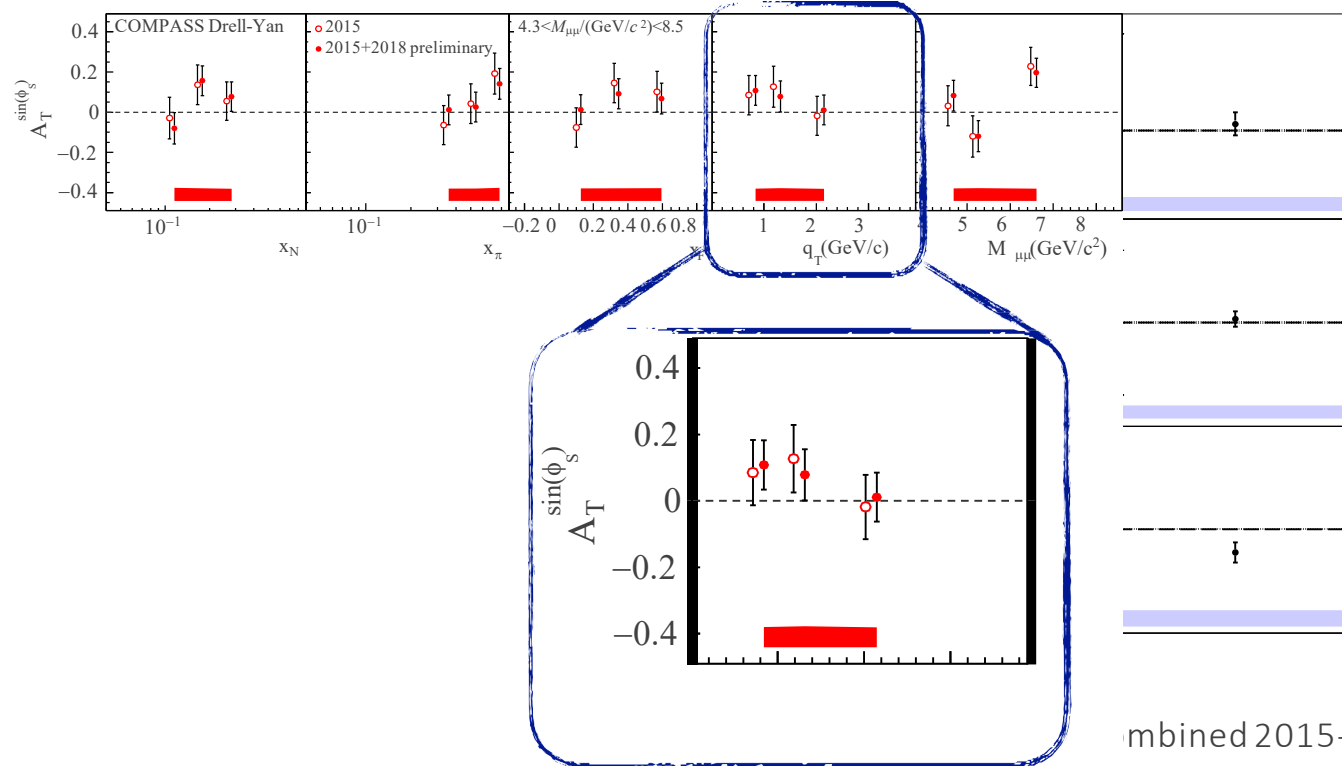 COMPASS Drell-Yan
2015
2015+2018 preliminary
4.3<M_μμ/(GeV/c²)<8.5
A_T^sin(ϕ_S)
0.4
0.2
0
−0.2
−0.4
10⁻¹
x_N
10⁻¹
x_π
−0.2 0 0.2 0.4 0.6 0.8
1 2 3
q_T(GeV/c)
5 6 7 8
M μμ(GeV/c²)
0.4
0.2
0
−0.2
−0.4
A_T^sin(ϕ_S)
mbined 2015-